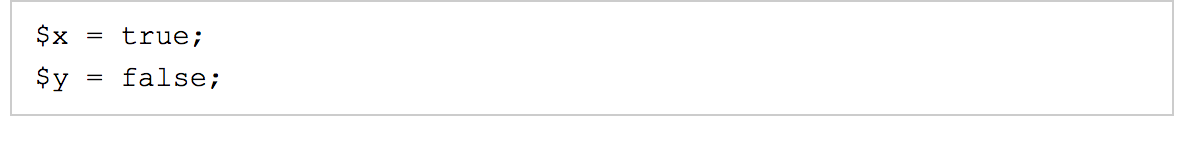 $x = true;
$y = false;